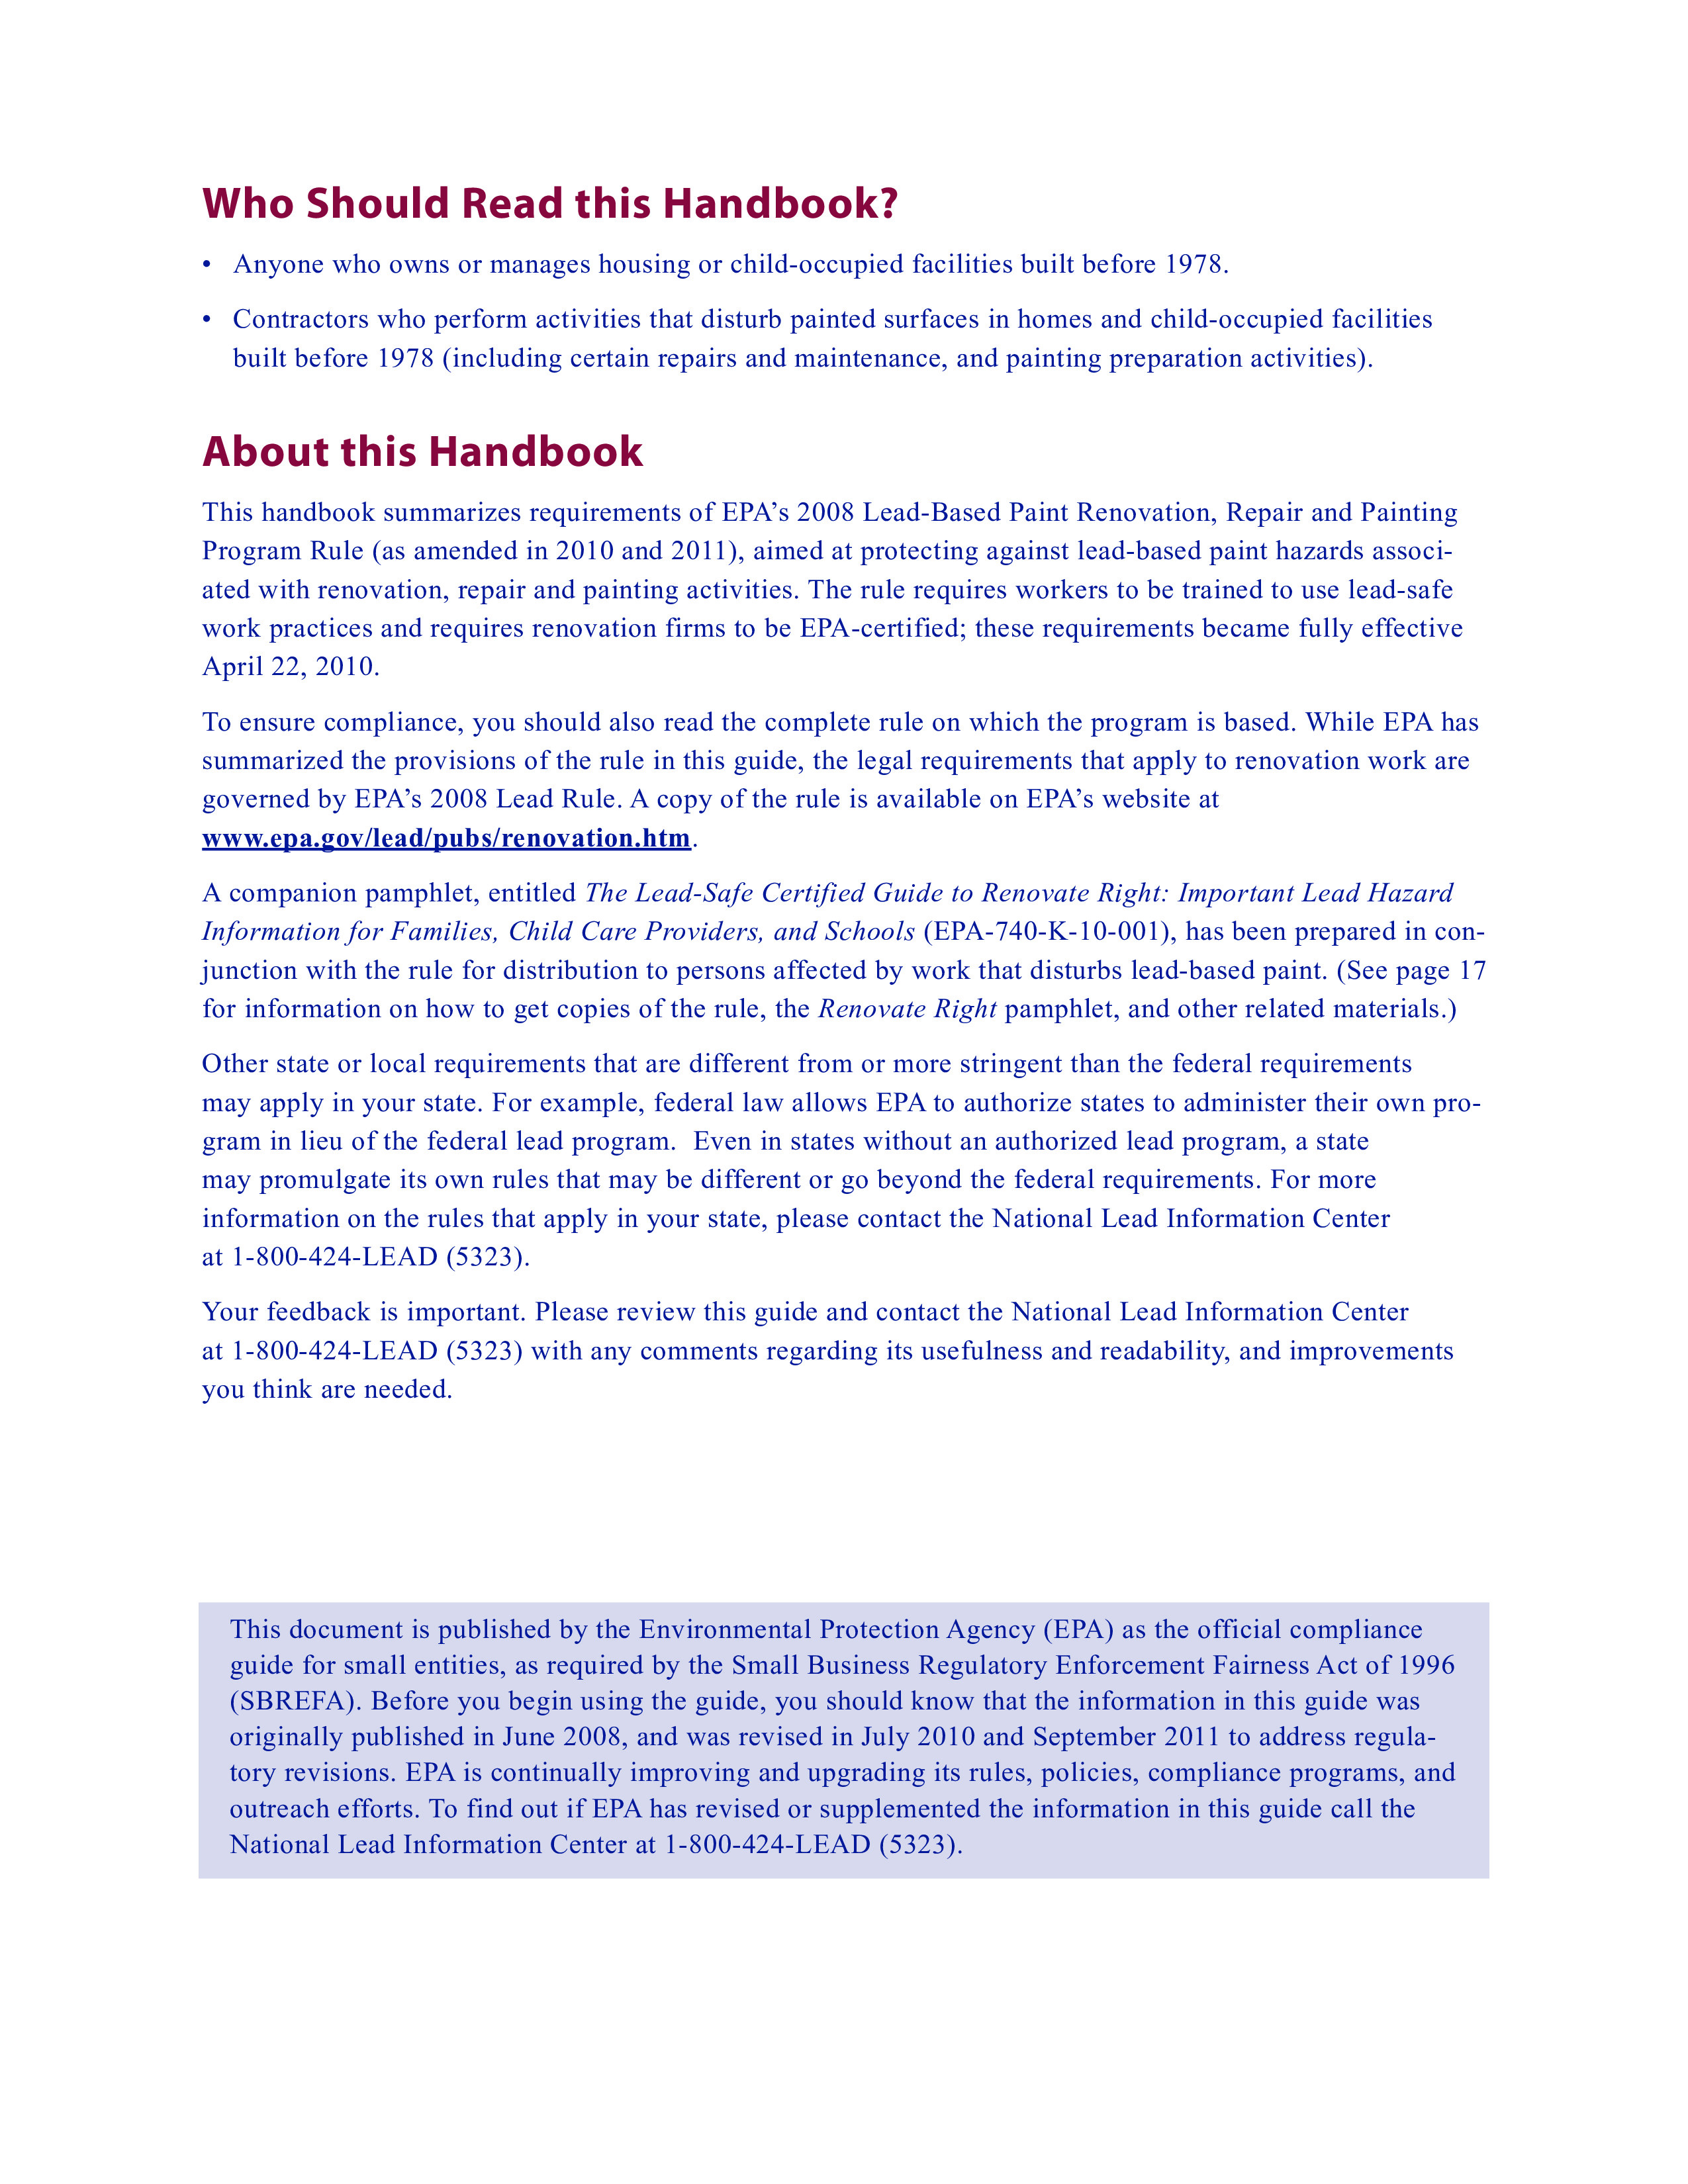 Who Should Read this Handbook?
• Anyone who owns or manages housing or child-occupied facilities built before 1978.
• Contractors who perform activities that disturb painted surfaces in homes and child-occupied facilities
built before 1978 (including certain repairs and maintenance, and painting preparation activities).
About this Handbook
This handbook summarizes requirements of EPA’s 2008 Lead-Based Paint Renovation, Repair and Painting
Program Rule (as amended in 2010 and 2011), aimed at protecting against lead-based paint hazards associ-
ated with renovation, repair and painting activities. The rule requires workers to be trained to use lead-safe
work practices and requires renovation firms to be EPA-certified; these requirements became fully effective
April 22, 2010.
To ensure compliance, you should also read the complete rule on which the program is based. While EPA has
summarized the provisions of the rule in this guide, the legal requirements that apply to renovation work are
governed by EPA’s 2008 Lead Rule. A copy of the rule is available on EPA’s website at
www.epa.gov/lead/pubs/renovation.htm.
A companion pamphlet, entitled The Lead-Safe Certified Guide to Renovate Right: Important Lead Hazard
Information for Families, Child Care Providers, and Schools (EPA-740-K-10-001), has been prepared in con-
junction with the rule for distribution to persons affected by work that disturbs lead-based paint. (See page 17
for information on how to get copies of the rule, the Renovate Right pamphlet, and other related materials.)
Other state or local requirements that are different from or more stringent than the federal requirements
may apply in your state. For example, federal law allows EPA to authorize states to administer their own pro-
gram in lieu of the federal lead program.  Even in states without an authorized lead program, a state
may promulgate its own rules that may be different or go beyond the federal requirements. For more
information on the rules that apply in your state, please contact the National Lead Information Center
at 1-800-424-LEAD (5323).
Your feedback is important. Please review this guide and contact the National Lead Information Center
at 1-800-424-LEAD (5323) with any comments regarding its usefulness and readability, and improvements
you think are needed.
This document is published by the Environmental Protection Agency (EPA) as the official compliance
guide for small entities, as required by the Small Business Regulatory Enforcement Fairness Act of 1996
(SBREFA). Before you begin using the guide, you should know that the information in this guide was
originally published in June 2008, and was revised in July 2010 and September 2011 to address regula-
tory revisions. EPA is continually improving and upgrading its rules, policies, compliance programs, and
outreach efforts. To find out if EPA has revised or supplemented the information in this guide call the
National Lead Information Center at 1-800-424-LEAD (5323).